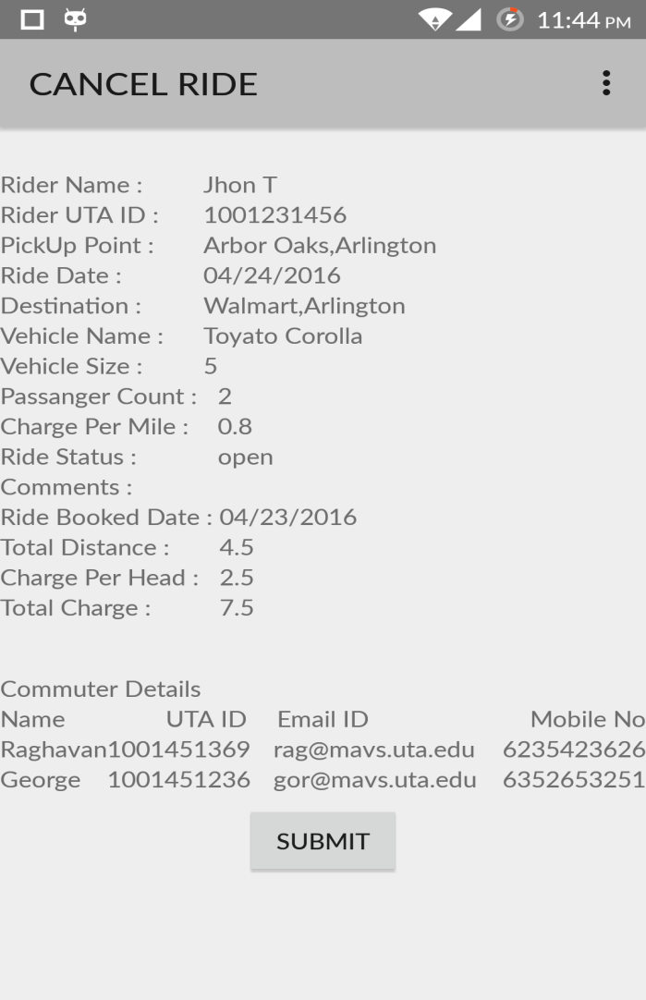 11:44 PM
CANCEL RIDE
Rider Name : Jhon T
Rider UTA ID : 1001231456
PickUp Point : Arbor Oaks,Arlington
Ride Date : 04/24/2016
Destination : Walmart,Arlington
Vehicle Name : Toyato Corolla
Vehicle Size : 5
Passanger Count : 2
Charge Per Mile : 0.8
Ride Status : open
Comments :
Ride Booked Date : 04/23/2016
Total Distance : 4.5
Charge Per Head : 2.5
Total Charge : 7.5
Commuter Details
Name UTA ID Email ID Mobile No
Raghavan1001451369 rag@mavs.uta.edu 6235423626
George 1001451236 gor@mavs.uta.edu 6352653251
SUBMIT